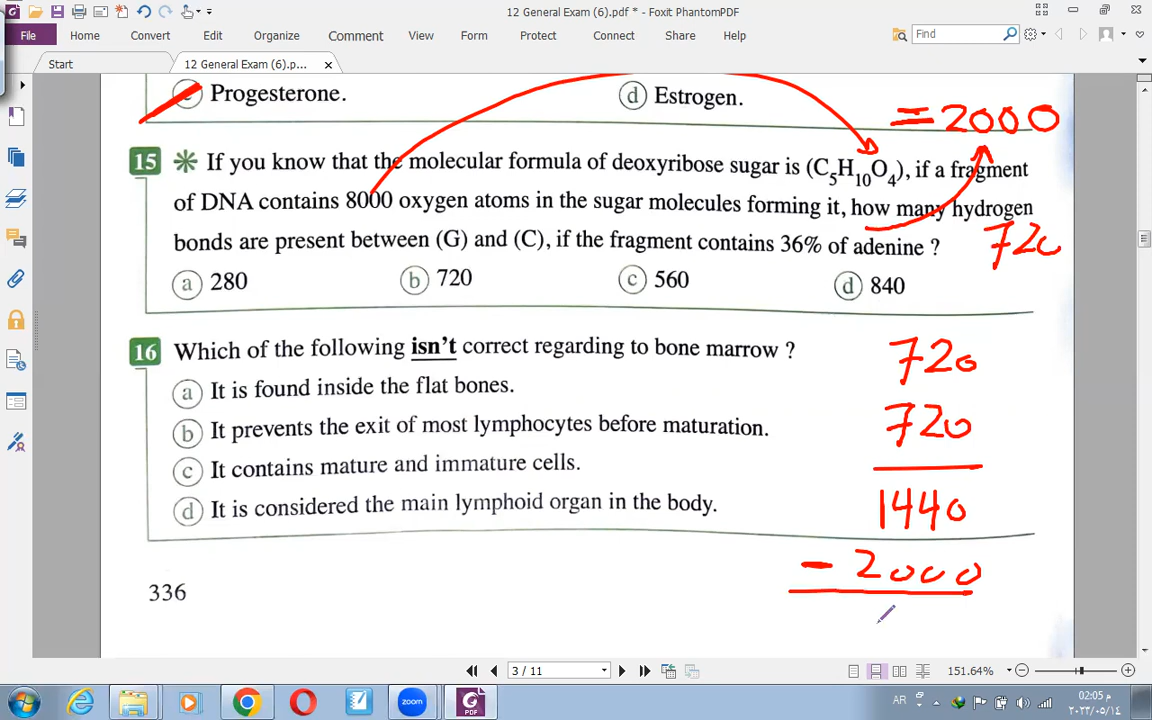 12 General Exam (6).pdf * - Foxit PhantomPDF
File Home Convert Edit Organize Comment View Form Protect Connect Share Help Find
Start 12 General Exam (6).p...
Progesterone.
d Estrogen.
= 2000
15 If you know that the molecular formula of deoxyribose sugar is (C5H10O4), if a fragment
of DNA contains 8000 oxygen atoms in the sugar molecules forming it, how many hydrogen
bonds are present between (G) and (C), if the fragment contains 36% of adenine ?
720
a 280
b 720
c 560
d 840
16 Which of the following isn't correct regarding to bone marrow ?
a It is found inside the flat bones.
b It prevents the exit of most lymphocytes before maturation.
c It contains mature and immature cells.
d It is considered the main lymphoid organ in the body.
720
720
1440
- 2000
336
3 / 11
151.64%
zoom
PDF
AR
02:05 م
٢٠٢٣/٠٥/١٤